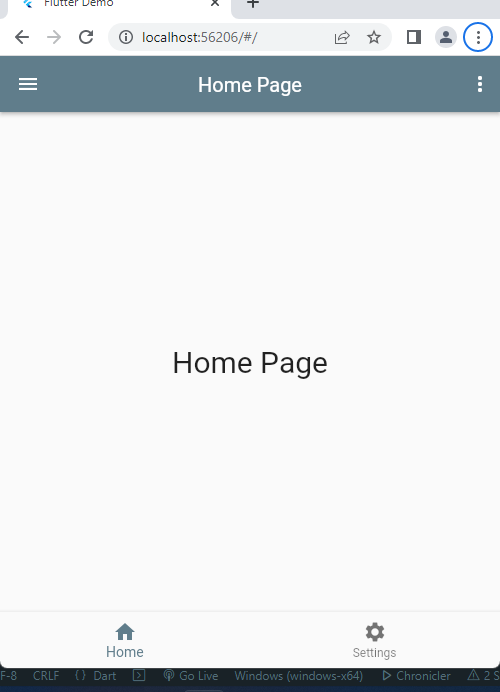 Flutter Demo
localhost:56206/#/
Home Page
Home Page
Home Settings
F-8 CRLF { } Dart Go Live Windows (windows-x64) Chronicler 2 S